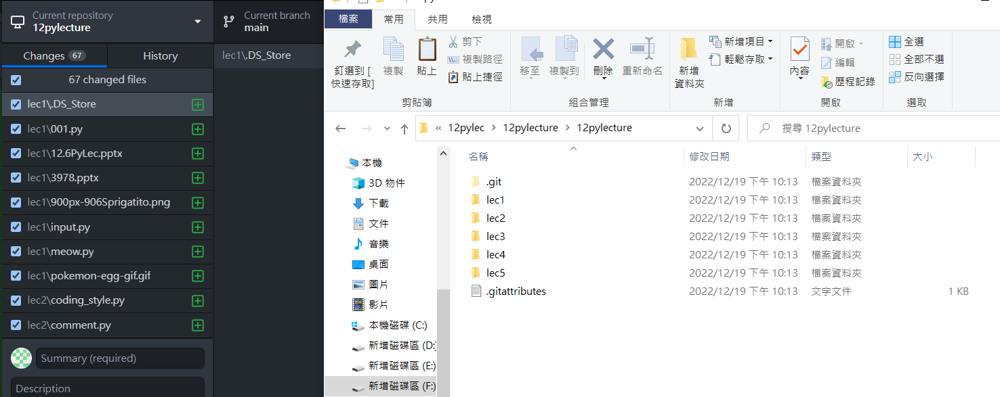 Current repository
12pylecture
Current branch
main
Changes 67
History
67 changed files
lec1\.DS_Store
lec1\001.py
lec1\12.6PyLec.pptx
lec1\3978.pptx
lec1\900px-906Sprigatito.png
lec1\input.py
lec1\meow.py
lec1\pokemon-egg-gif.gif
lec2\coding_style.py
lec2\comment.py
Summary (required)
Description
lec1\.DS_Store
檔案 常用 共用 檢視
釘選到 [
快速存取]
複製
貼上
剪下
複製路徑
貼上捷徑
剪貼簿
移至
複製到
刪除
重新命名
組合管理
新增
資料夾
新增項目
輕鬆存取
新增
內容
開啟
編輯
歷程記錄
開啟
全選
全部不選
反向選擇
選取
« 12pylec > 12pylecture > 12pylecture
搜尋 12pylecture
本機
3D 物件
下載
文件
音樂
桌面
圖片
影片
本機磁碟 (C:)
新增磁碟區 (D:)
新增磁碟區 (E:)
新增磁碟區 (F:)
名稱 修改日期 類型 大小
.git 2022/12/19 下午 10:13 檔案資料夾
lec1 2022/12/19 下午 10:13 檔案資料夾
lec2 2022/12/19 下午 10:13 檔案資料夾
lec3 2022/12/19 下午 10:13 檔案資料夾
lec4 2022/12/19 下午 10:13 檔案資料夾
lec5 2022/12/19 下午 10:13 檔案資料夾
.gitattributes 2022/12/19 下午 10:13 文字文件 1 KB